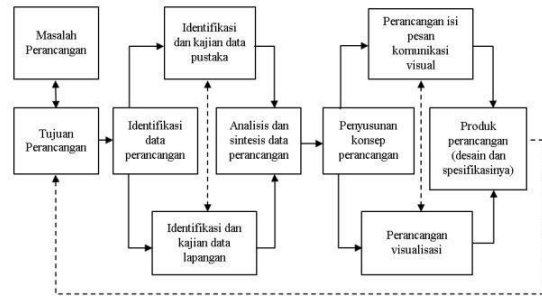 Masalah
Perancangan
Tujuan
Perancangan
Identifikasi
data
perancangan
Identifikasi
dan kajian data
pustaka
Identifikasi dan
kajian data
lapangan
Analisis dan
sintesis data
perancangan
Penyusunan
konsep
perancangan
Perancangan isi
pesan
komunikasi
visual
Perancangan
visualisasi
Produk
perancangan
(desain dan
spesifikasinya)